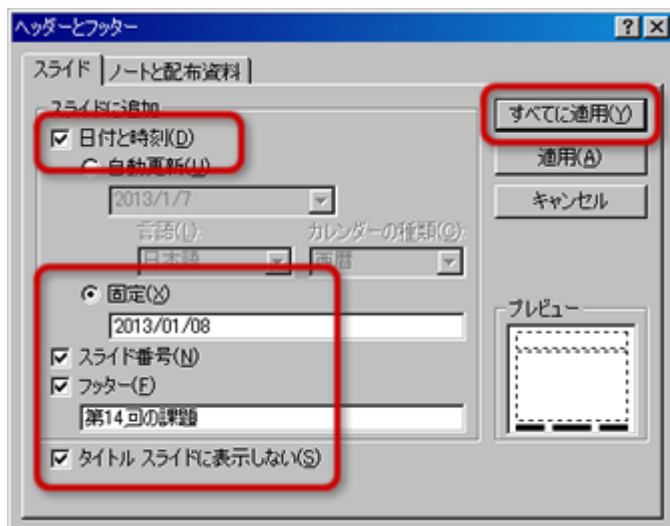 ヘッダーとフッター
スライド
ノートと配布資料
スライドに追加
日付と時刻(D)
自動更新(U)
2013/1/7
言語(L):
カレンダーの種類(G):
日本語
西暦
固定(X)
2013/01/08
スライド番号(N)
フッター(F)
第14回の課題
タイトル スライドに表示しない(S)
すべてに適用(Y)
適用(A)
キャンセル
プレビュー